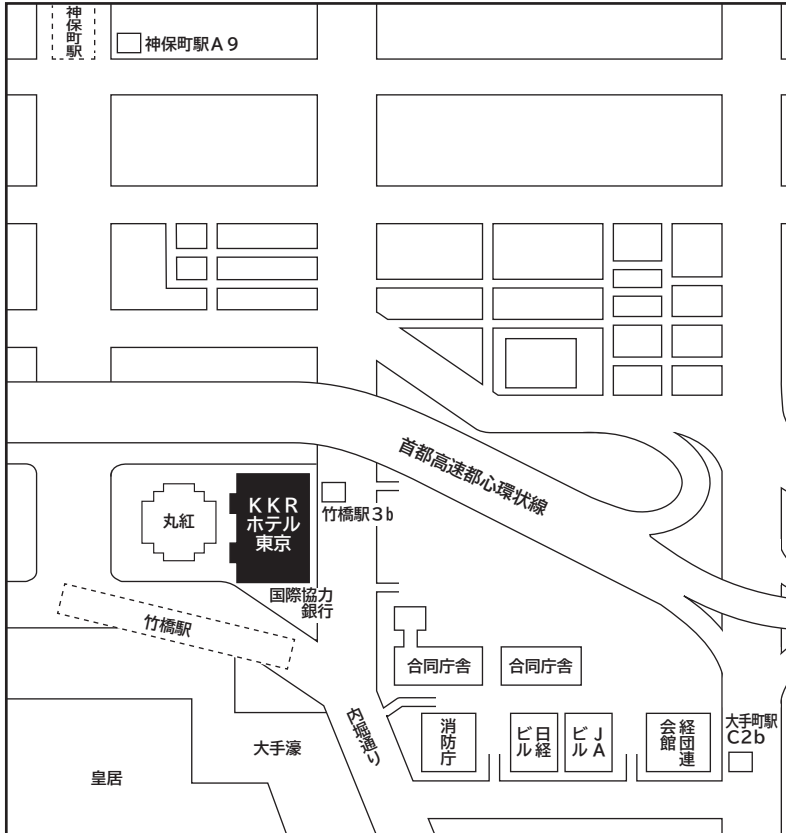 神保町駅
神保町駅A9
首都高速都心環状線
丸紅
KKR
ホテル
東京
竹橋駅3b
国際協力
銀行
竹橋駅
合同庁舎
合同庁舎
内堀通り
消防庁
日経
ビル
JA
ビル
経団連
会館
大手町駅
C2b
大手濠
皇居